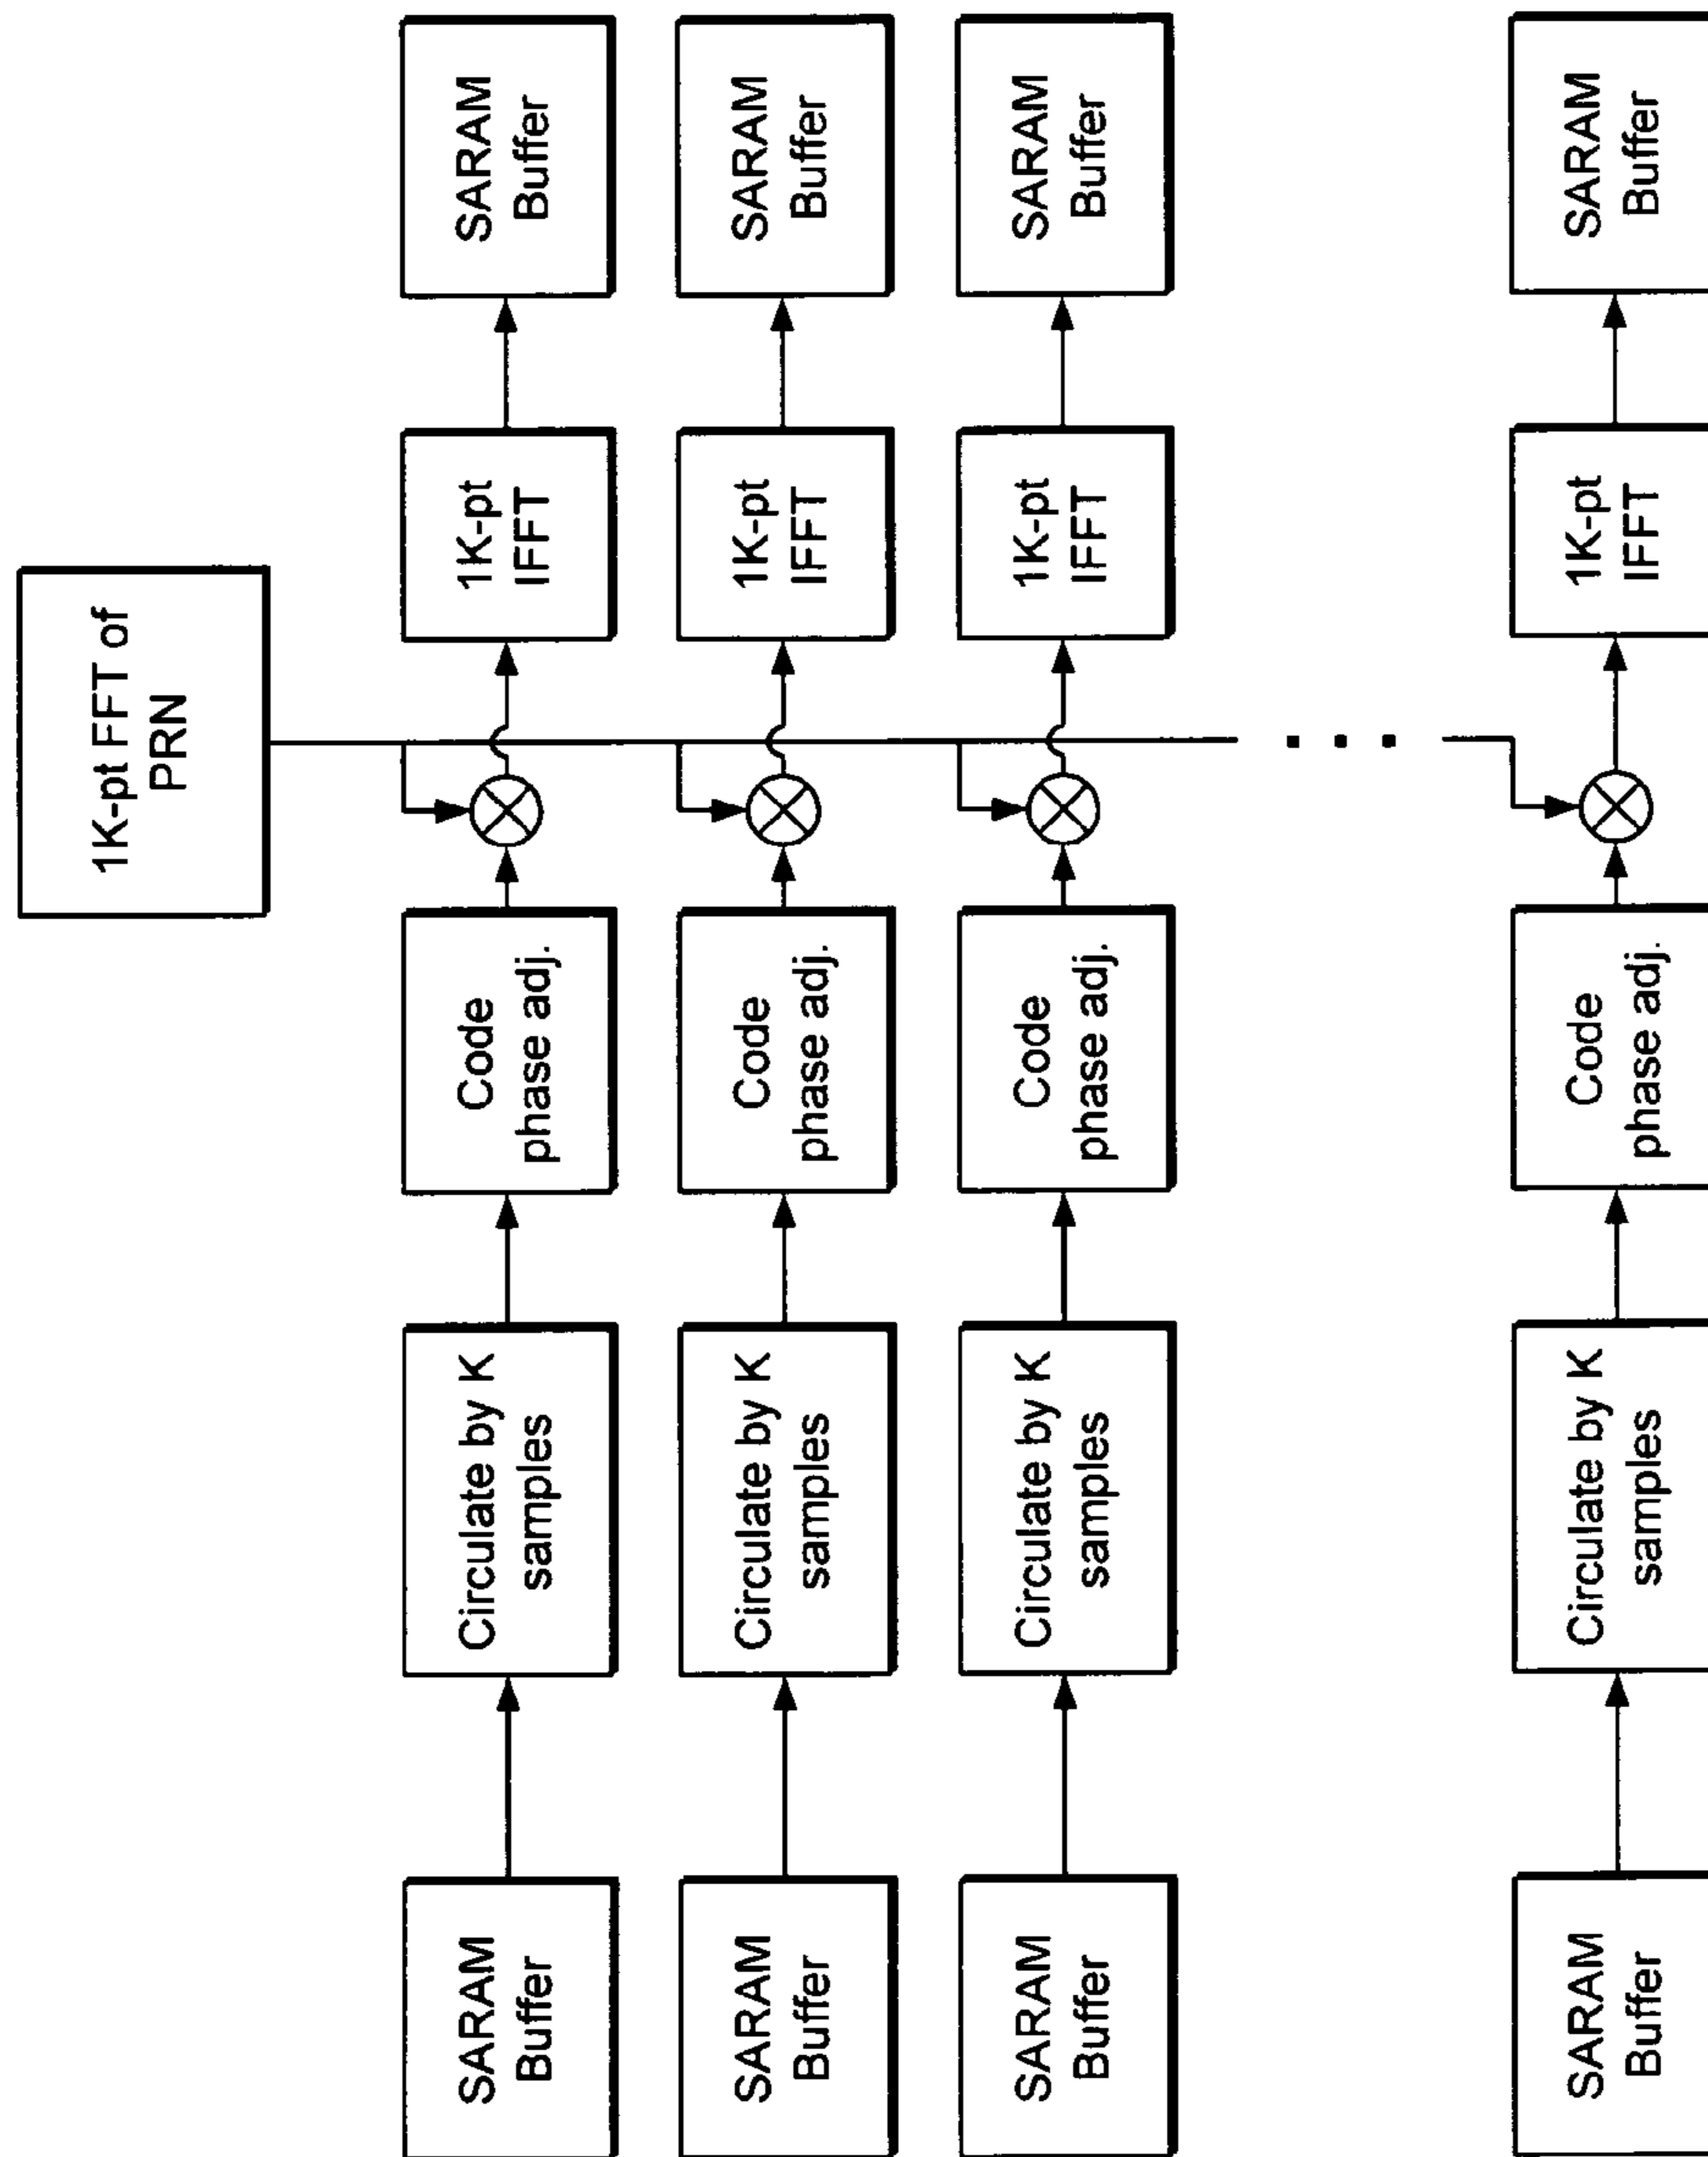 1K-pt FFT of
PRN
SARAM
Buffer
Circulate by K
samples
Code
phase adj.
1K-pt
IFFT
SARAM
Buffer
SARAM
Buffer
Circulate by K
samples
Code
phase adj.
1K-pt
IFFT
SARAM
Buffer
SARAM
Buffer
Circulate by K
samples
Code
phase adj.
1K-pt
IFFT
SARAM
Buffer
SARAM
Buffer
Circulate by K
samples
Code
phase adj.
1K-pt
IFFT
SARAM
Buffer